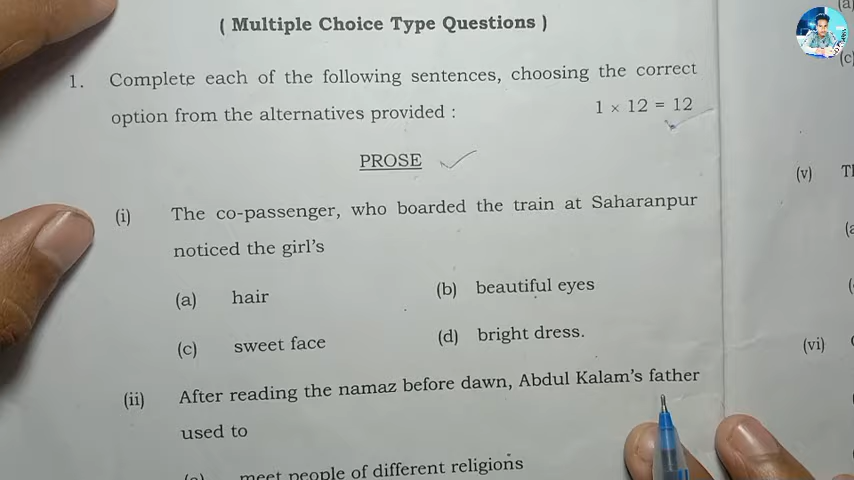 ( Multiple Choice Type Questions )
1. Complete each of the following sentences, choosing the correct
option from the alternatives provided : 1 × 12 = 12
PROSE
(i) The co-passenger, who boarded the train at Saharanpur
noticed the girl's
(a) hair (b) beautiful eyes
(c) sweet face (d) bright dress.
(ii) After reading the namaz before dawn, Abdul Kalam's father
used to
(a) meet people of different religions
(c)
(v)
(vi)